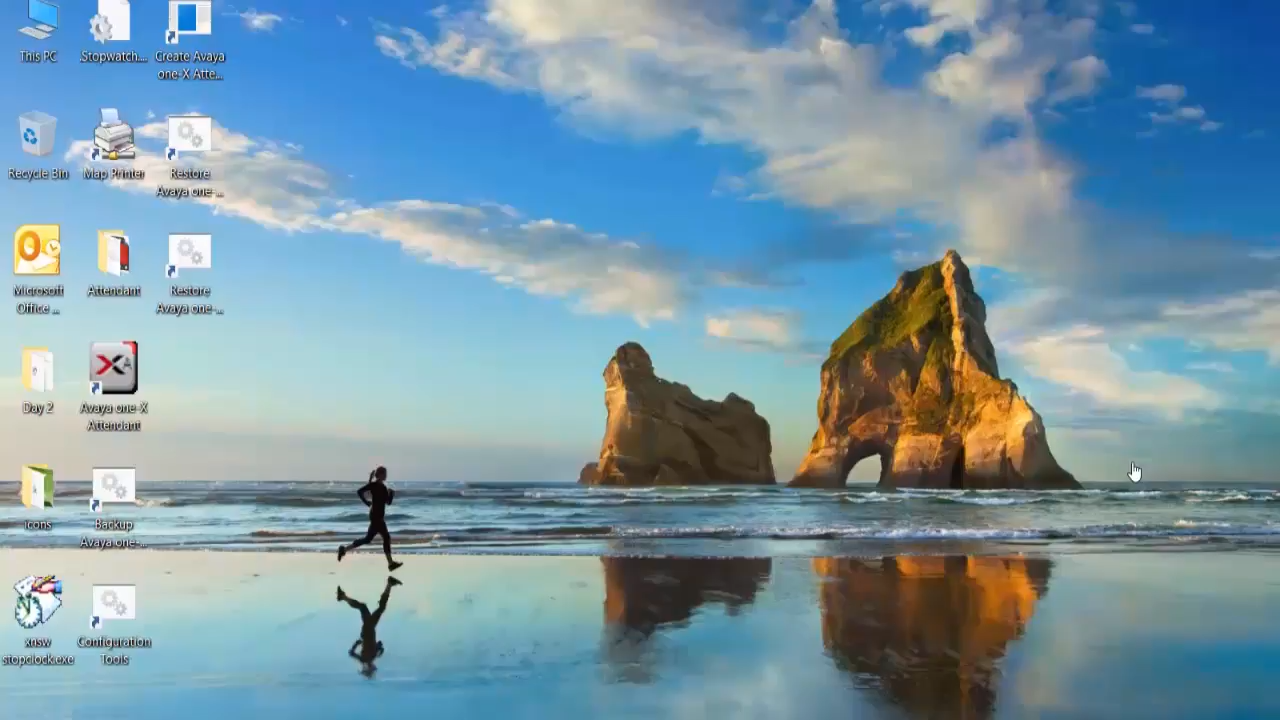 This PC
.Stopwatch....
Create Avaya
one-X Atte...
Recycle Bin
Map Printer
Restore
Avaya one-...
Microsoft
Office ...
Attendant
Restore
Avaya one-...
Day 2
Avaya one-X
Attendant
icons
Backup
Avaya one-...
xnsw
stopclock.exe
Configuration
Tools